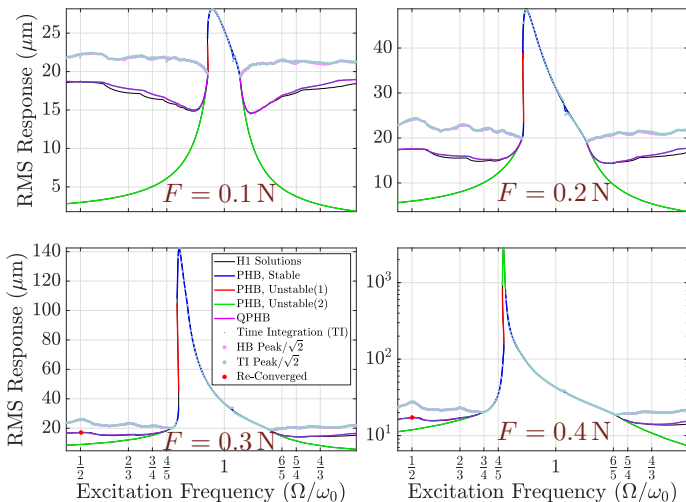 RMS Response (μm)
25
20
15
10
5
F = 0.1 N
40
30
20
10
F = 0.2 N
RMS Response (μm)
140
120
100
80
60
40
20
H1 Solutions
PHB, Stable
PHB, Unstable(1)
PHB, Unstable(2)
QPHB
Time Integration (TI)
HB Peak/√2
TI Peak/√2
Re-Converged
F = 0.3 N
1/2 2/3 3/4 4/5 1 6/5 5/4 4/3
Excitation Frequency (Ω/ω₀)
10³
10²
10¹
F = 0.4 N
1/2 2/3 3/4 4/5 1 6/5 5/4 4/3
Excitation Frequency (Ω/ω₀)